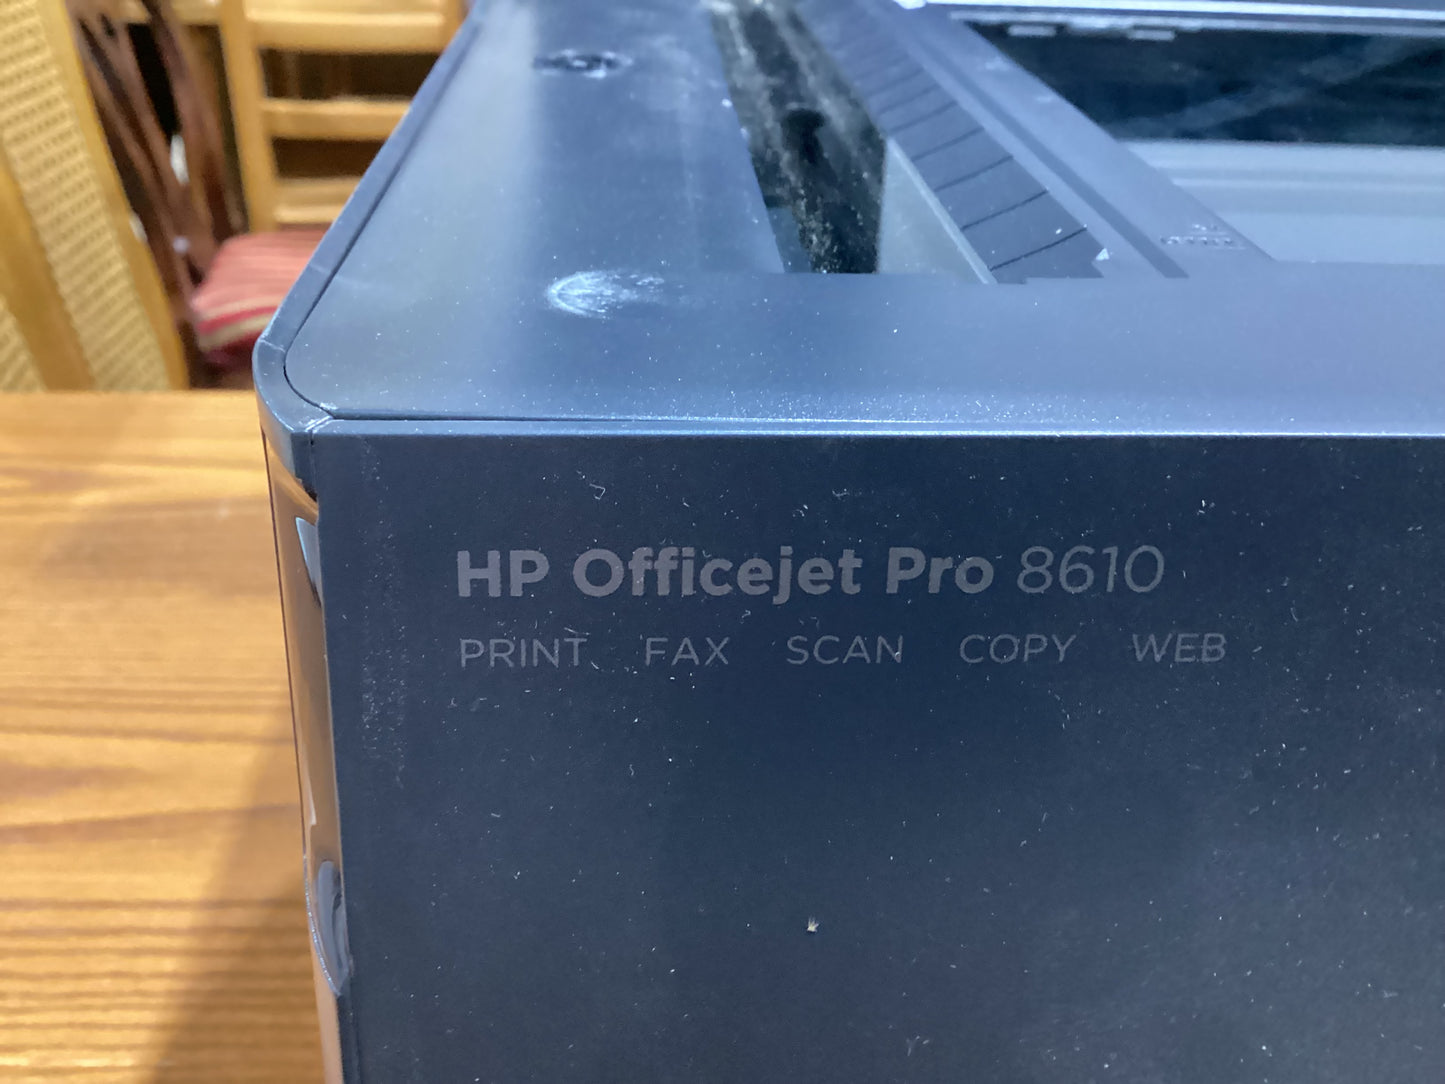 HP Officejet Pro 8610
PRINT FAX SCAN COPY WEB